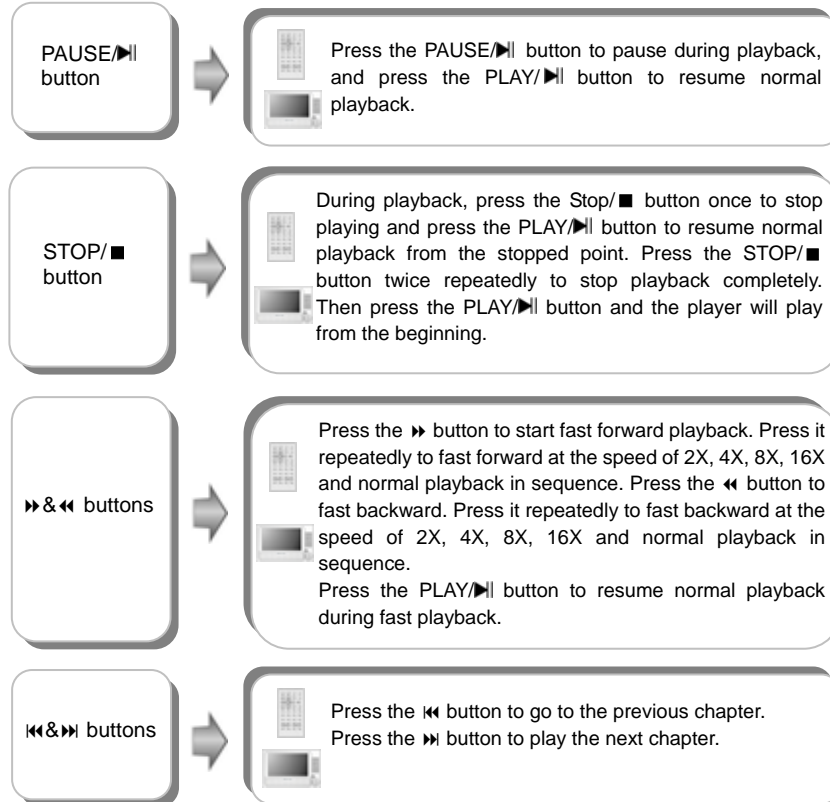 PAUSE/▶||
button
Press the PAUSE/▶|| button to pause during playback,
and press the PLAY/▶|| button to resume normal
playback.
STOP/■
button
During playback, press the Stop/■ button once to stop
playing and press the PLAY/▶|| button to resume normal
playback from the stopped point. Press the STOP/■
button twice repeatedly to stop playback completely.
Then press the PLAY/▶|| button and the player will play
from the beginning.
▶▶&◀◀ buttons
Press the ▶▶ button to start fast forward playback. Press it
repeatedly to fast forward at the speed of 2X, 4X, 8X, 16X
and normal playback in sequence. Press the ◀◀ button to
fast backward. Press it repeatedly to fast backward at the
speed of 2X, 4X, 8X, 16X and normal playback in
sequence.
Press the PLAY/▶|| button to resume normal playback
during fast playback.
|◀◀&▶▶| buttons
Press the |◀◀ button to go to the previous chapter.
Press the ▶▶| button to play the next chapter.